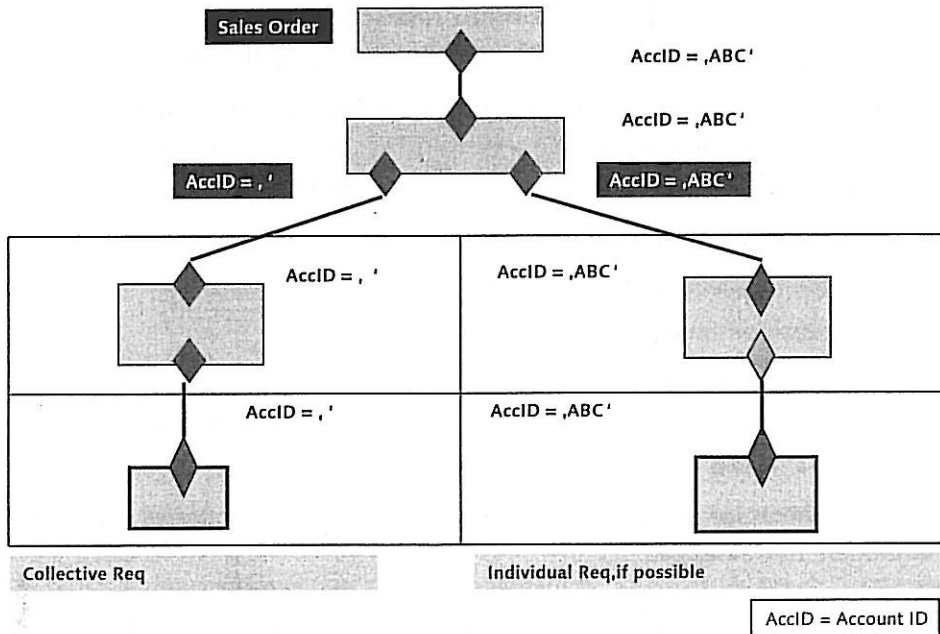 Sales Order
AccID = ‚ABC‘
AccID = ‚ABC‘
AccID = ‚ ‘
AccID = ‚ABC‘
AccID = ‚ ‘
AccID = ‚ABC‘
AccID = ‚ ‘
AccID = ‚ABC‘
Collective Req
Individual Req,if possible
AccID = Account ID